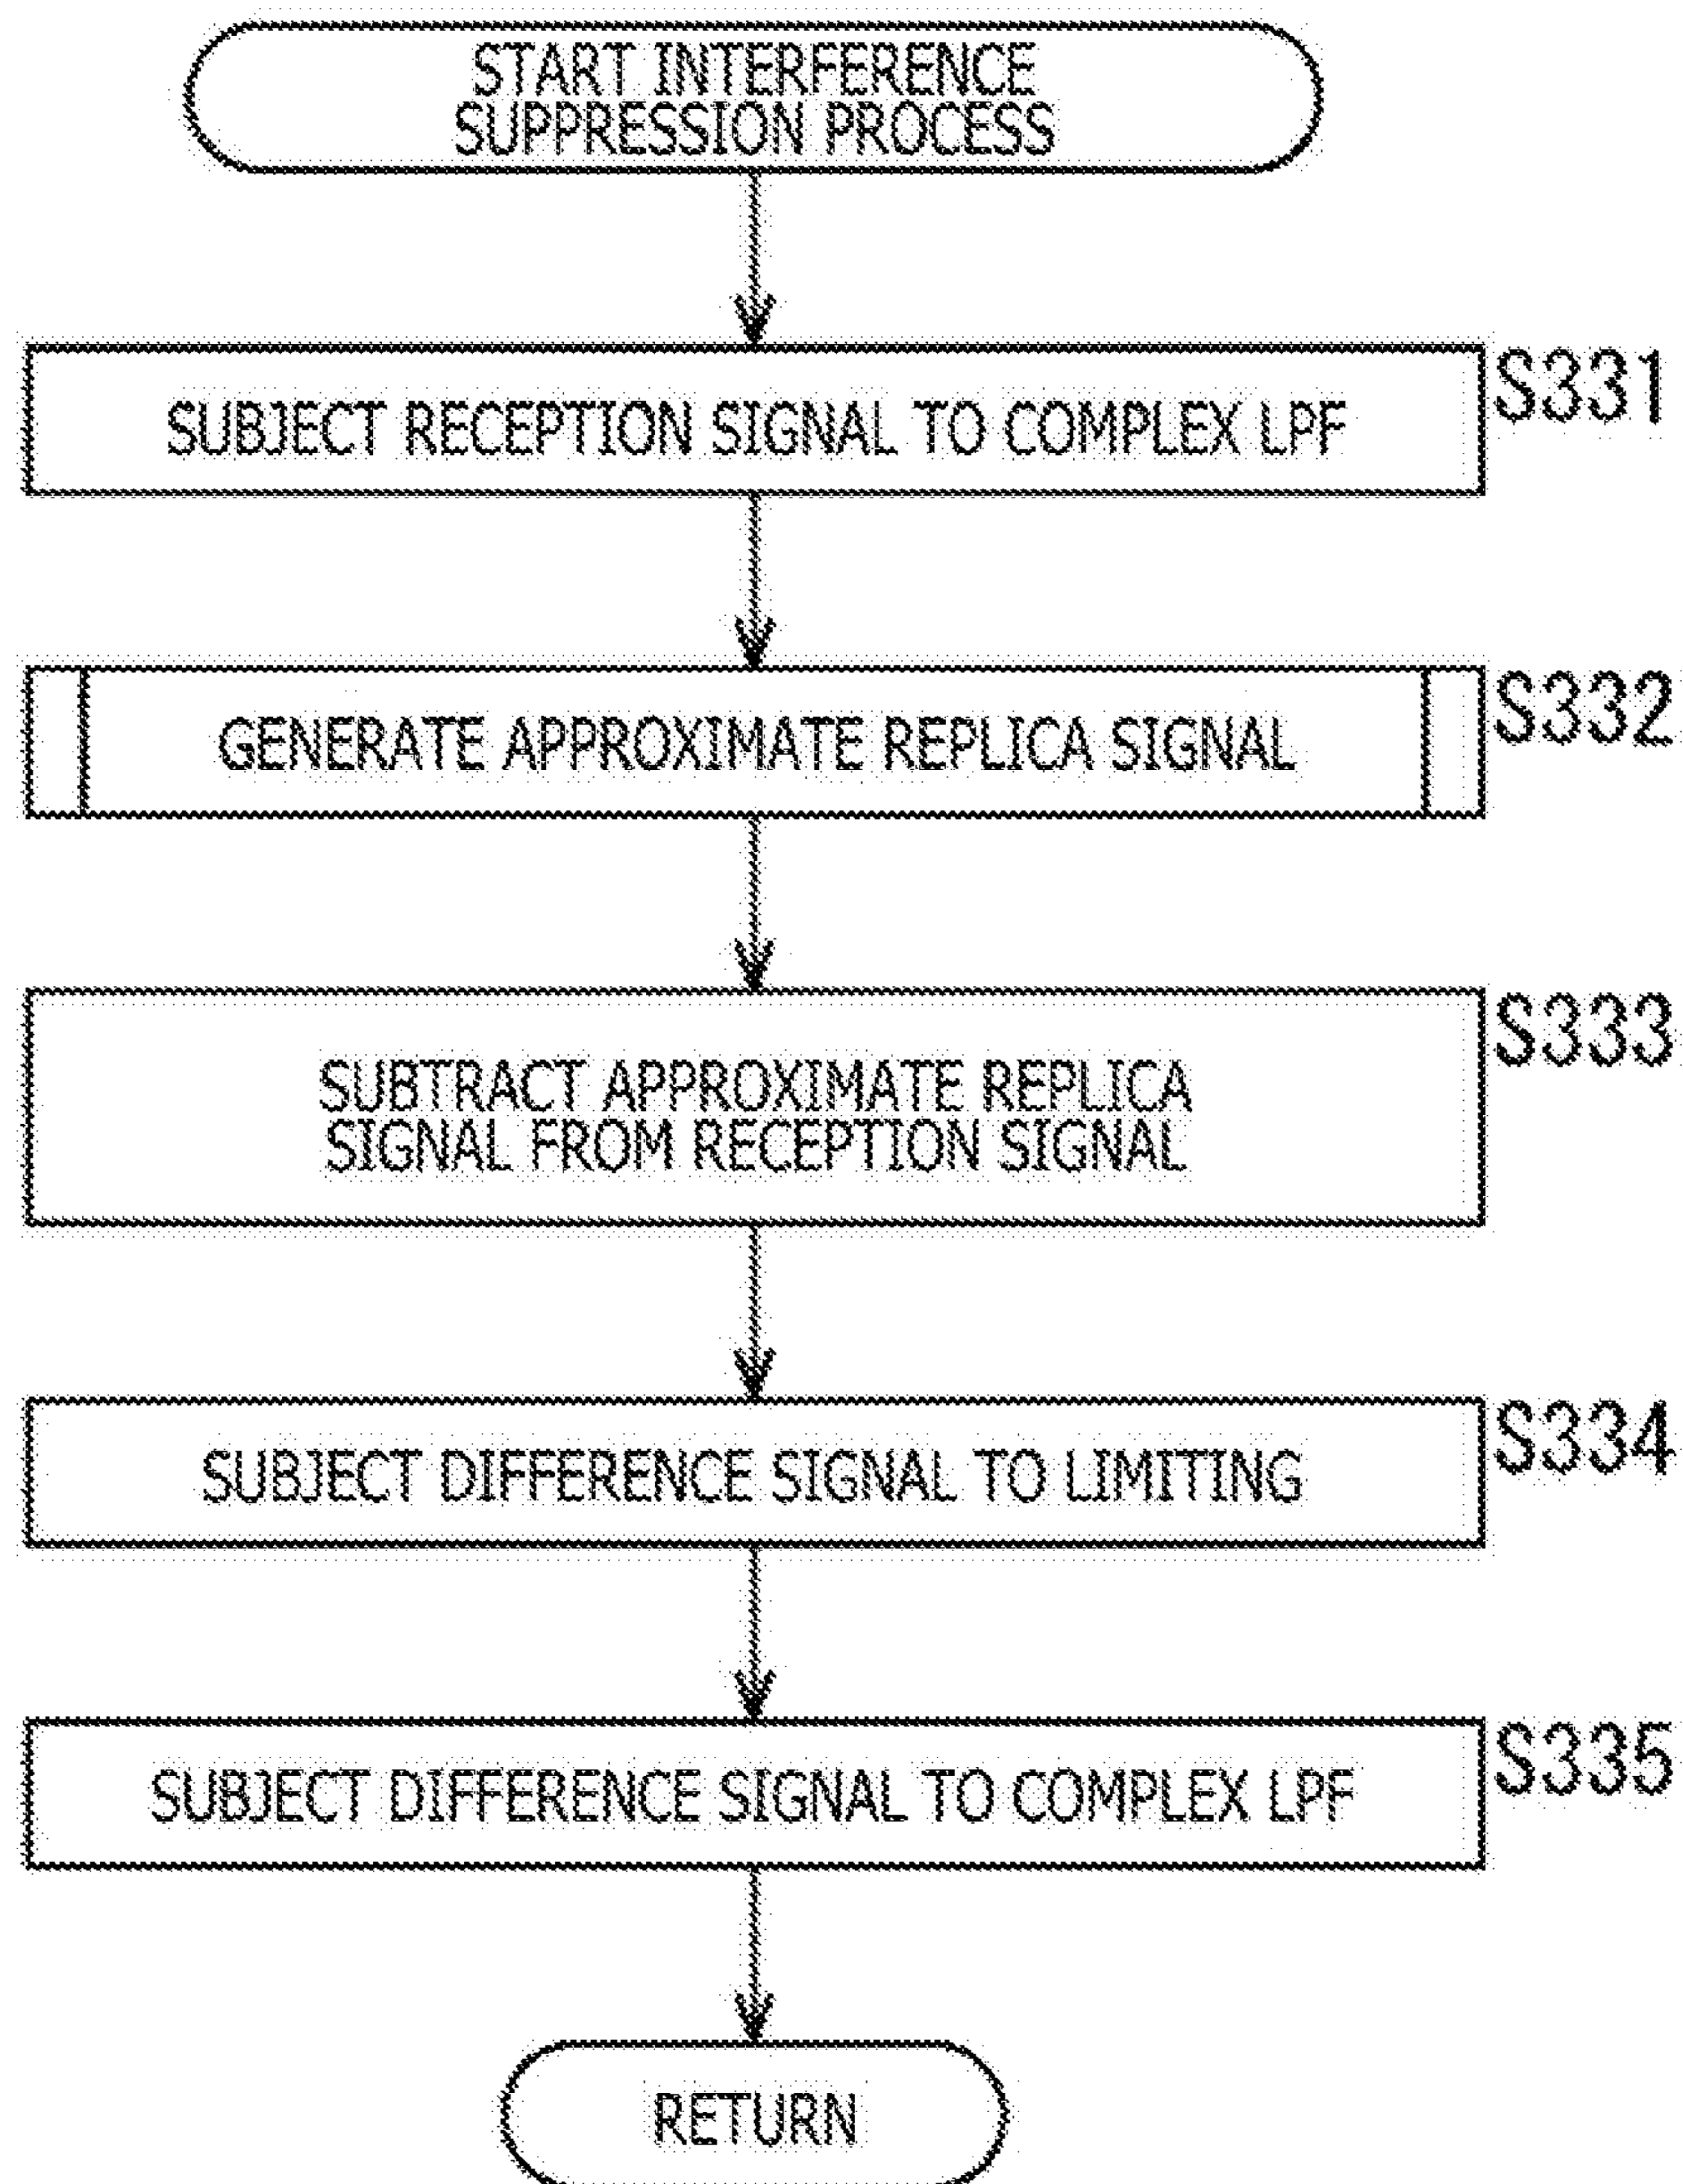 START INTERFERENCE
SUPPRESSION PROCESS
SUBJECT RECEPTION SIGNAL TO COMPLEX LPF
S331
GENERATE APPROXIMATE REPLICA SIGNAL
S332
SUBTRACT APPROXIMATE REPLICA
SIGNAL FROM RECEPTION SIGNAL
S333
SUBJECT DIFFERENCE SIGNAL TO LIMITING
S334
SUBJECT DIFFERENCE SIGNAL TO COMPLEX LPF
S335
RETURN